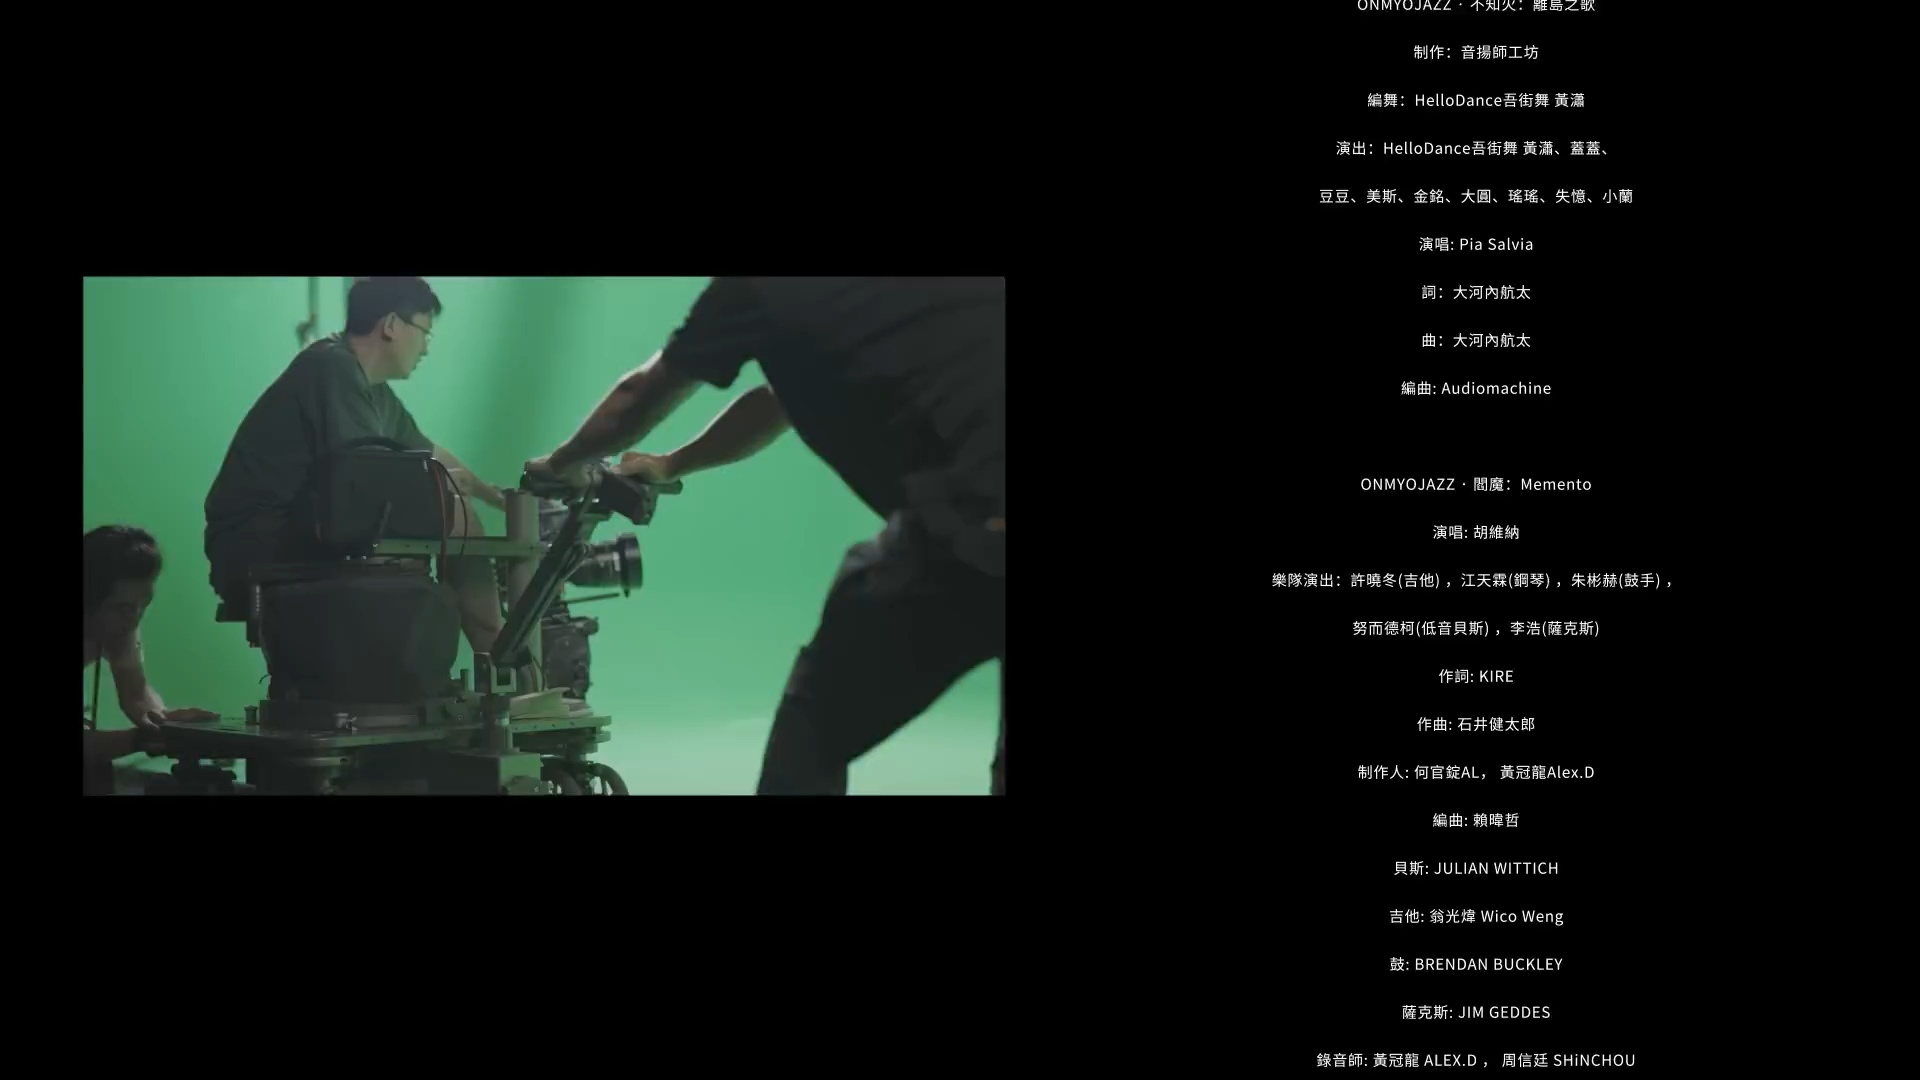 ONMYOJAZZ · 不知火：離島之歌
制作：音揚師工坊
編舞：HelloDance吾街舞 黃瀟
演出：HelloDance吾街舞 黃瀟、蓋蓋、
豆豆、美斯、金銘、大圓、瑤瑤、失憶、小蘭
演唱: Pia Salvia
詞：大河內航太
曲：大河內航太
編曲: Audiomachine
ONMYOJAZZ · 閻魔：Memento
演唱: 胡維納
樂隊演出：許曉冬(吉他) ，江天霖(鋼琴) ，朱彬赫(鼓手) ，
努而德柯(低音貝斯) ，李浩(薩克斯)
作詞: KIRE
作曲: 石井健太郎
制作人: 何官錠AL， 黃冠龍Alex.D
編曲: 賴暐哲
貝斯: JULIAN WITTICH
吉他: 翁光煒 Wico Weng
鼓: BRENDAN BUCKLEY
薩克斯: JIM GEDDES
錄音師: 黃冠龍 ALEX.D ， 周信廷 SHiNCHOU